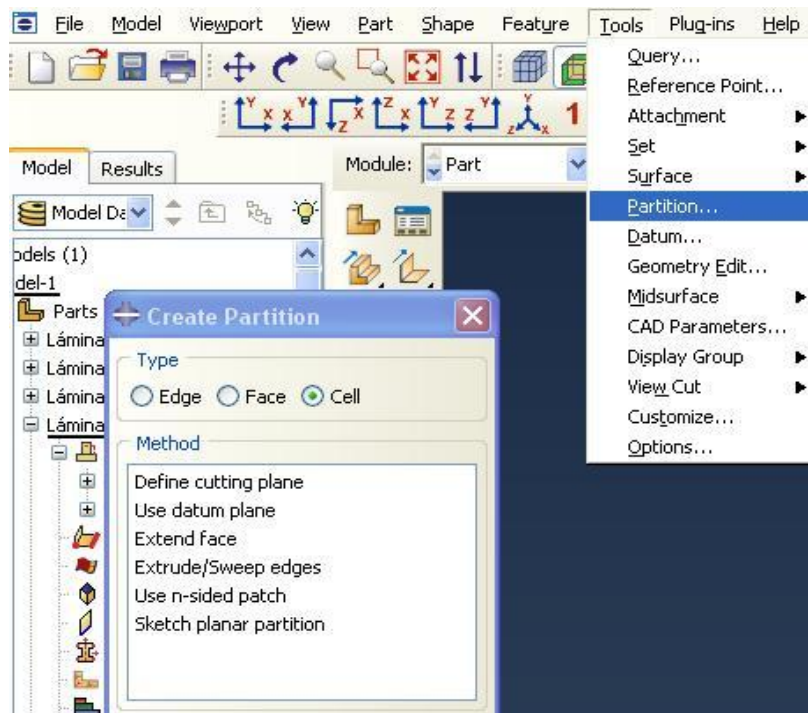 File Model Viewport View Part Shape Feature Tools Plug-ins Help
Query...
Reference Point...
Attachment
Set
Surface
Partition...
Datum...
Geometry Edit...
Midsurface
CAD Parameters...
Display Group
View Cut
Customize...
Options...
Y X X Y Z X Z X Y Z Z Y Y Z X 1
Model Results
Module: Part
Model Da
odels (1)
del-1
Parts
Lámina
Lámina
Lámina
Lámina
Create Partition
Type
Edge Face Cell
Method
Define cutting plane
Use datum plane
Extend face
Extrude/Sweep edges
Use n-sided patch
Sketch planar partition